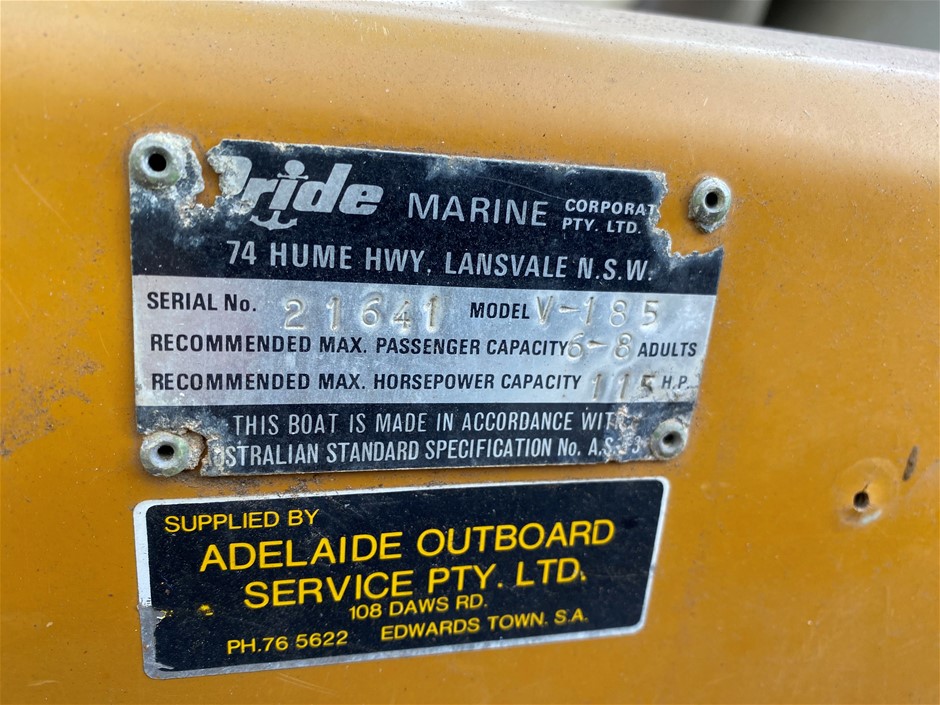 Pride MARINE CORPORAT
PTY. LTD.
74 HUME HWY, LANSVALE N.S.W.
SERIAL No. 21641 MODEL V-185
RECOMMENDED MAX. PASSENGER CAPACITY 6-8 ADULTS
RECOMMENDED MAX. HORSEPOWER CAPACITY 115 H.P.
THIS BOAT IS MADE IN ACCORDANCE WITH
STRALIAN STANDARD SPECIFICATION No. A.S.
SUPPLIED BY
ADELAIDE OUTBOARD
SERVICE PTY. LTD.
108 DAWS RD.
PH.76 5622 EDWARDS TOWN. S.A.